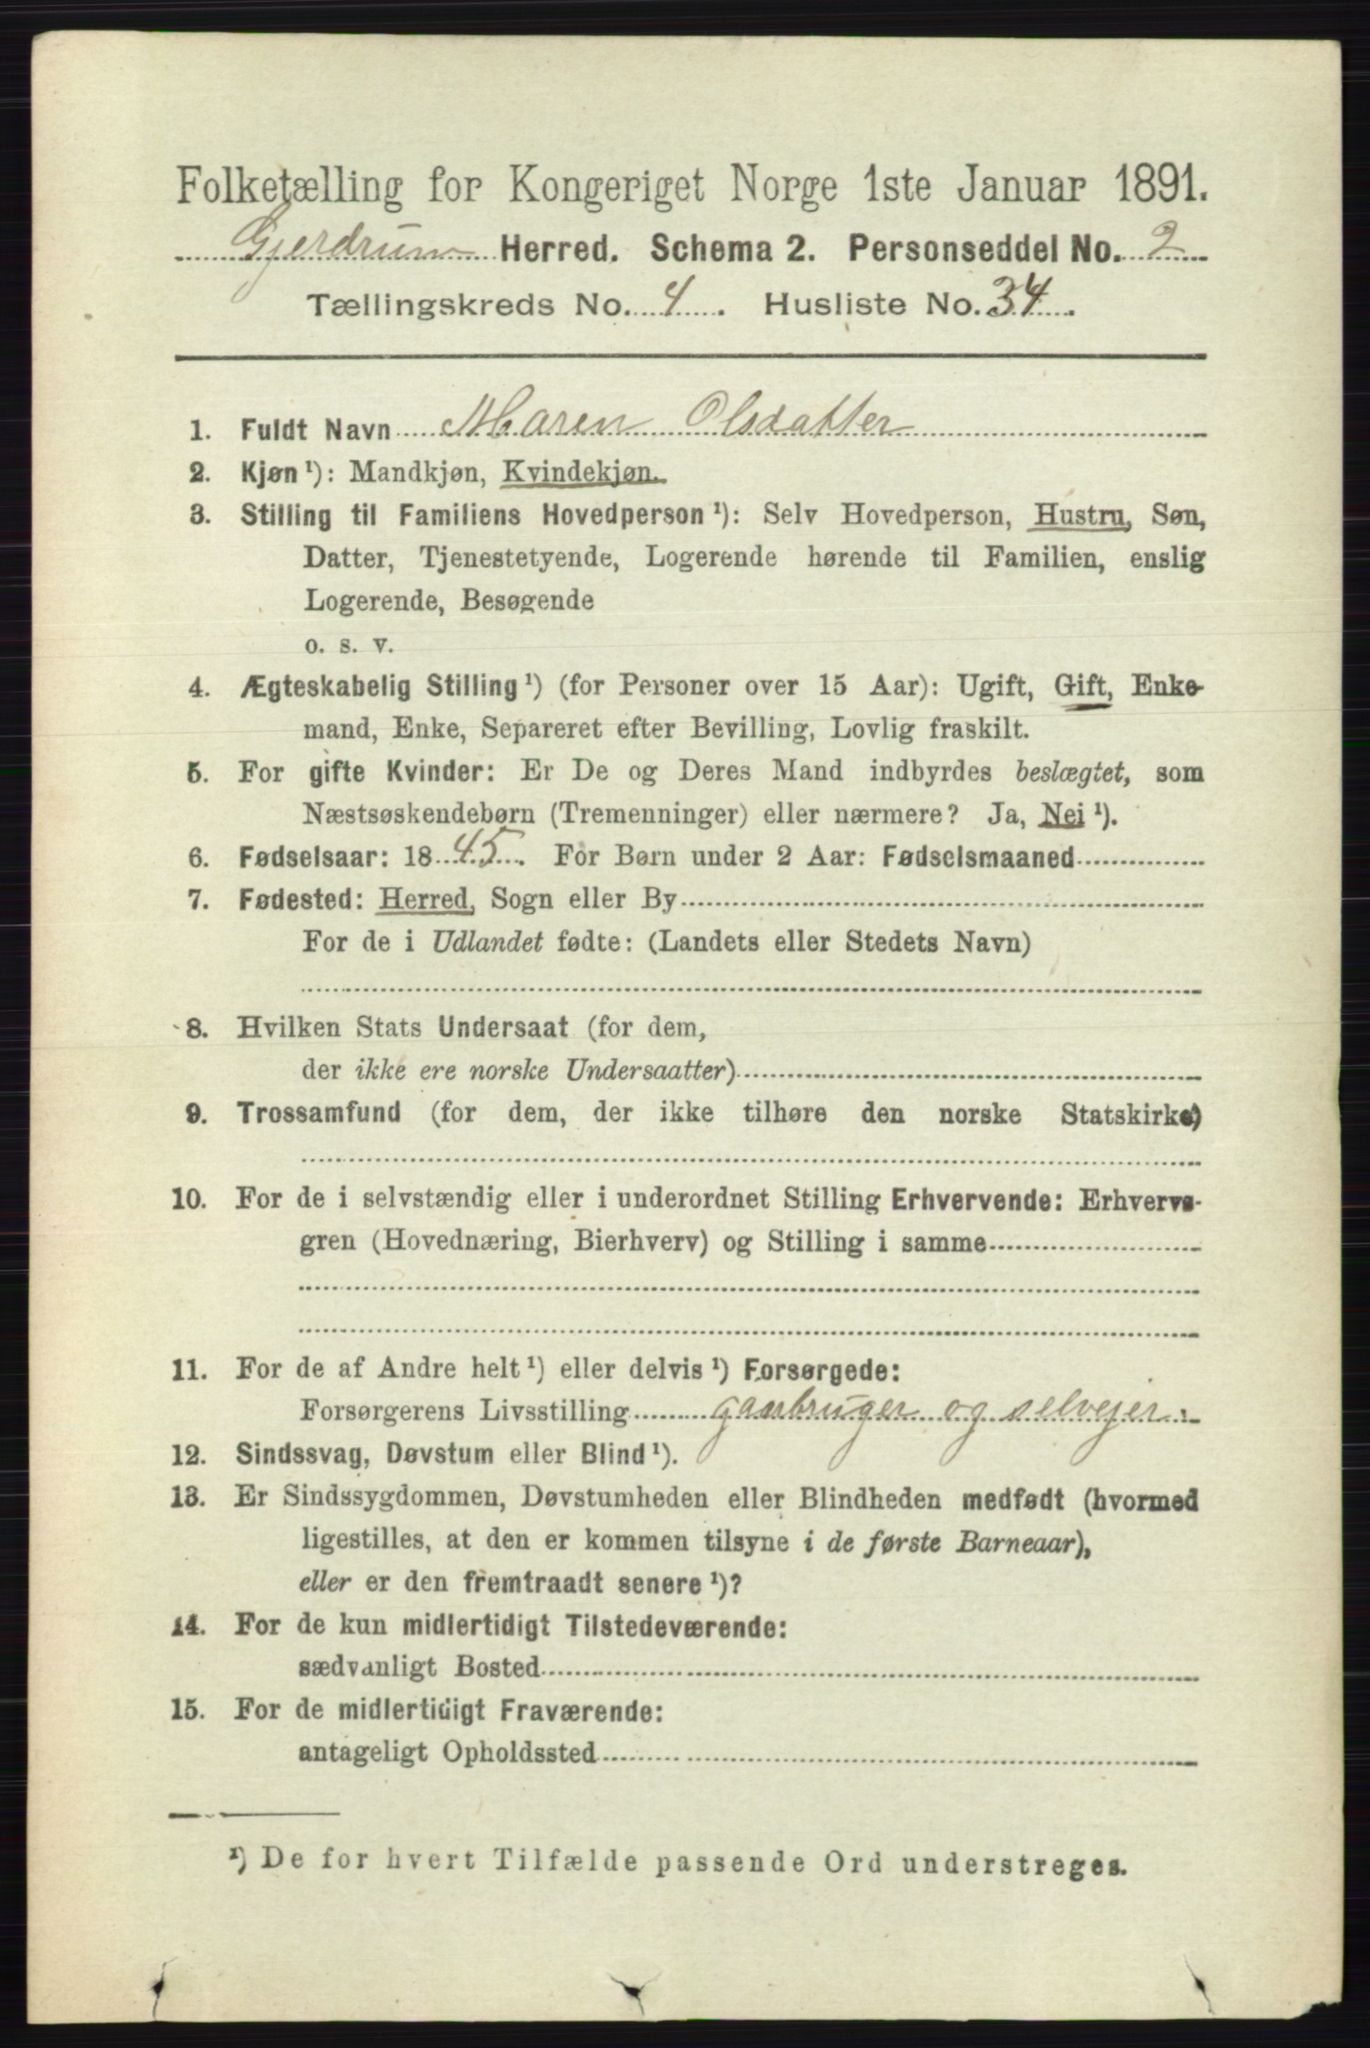 Folketælling for Kongeriget Norge 1ste Januar 1891.
Gjerdrum Herred. Schema 2. Personseddel No. 2
Tællingskreds No. 4. Husliste No. 34.
1. Fuldt Navn Maren Olsdatter
2. Kjøn ¹): Mandkjøn, Kvindekjøn.
3. Stilling til Familiens Hovedperson ¹): Selv Hovedperson, Hustru, Søn,
Datter, Tjenestetyende, Logerende hørende til Familien, enslig
Logerende, Besøgende
o. s. v.
4. Ægteskabelig Stilling ¹) (for Personer over 15 Aar): Ugift, Gift, Enke-
mand, Enke, Separeret efter Bevilling, Lovlig fraskilt.
5. For gifte Kvinder: Er De og Deres Mand indbyrdes beslægtet, som
Næstsøskendebørn (Tremenninger) eller nærmere? Ja, Nei ¹).
6. Fødselsaar: 1845. For Børn under 2 Aar: Fødselsmaaned
7. Fødested: Herred, Sogn eller By
For de i Udlandet fødte: (Landets eller Stedets Navn)
8. Hvilken Stats Undersaat (for dem,
der ikke ere norske Undersaatter)
9. Trossamfund (for dem, der ikke tilhøre den norske Statskirke)
10. For de i selvstændig eller i underordnet Stilling Erhvervende: Erhvervs-
gren (Hovednæring, Bierhverv) og Stilling i samme
11. For de af Andre helt ¹) eller delvis ¹) Forsørgede:
Forsørgerens Livsstilling gaarbruger og selvejer.
12. Sindssvag, Døvstum eller Blind ¹).
13. Er Sindssygdommen, Døvstumheden eller Blindheden medfødt (hvormed
ligestilles, at den er kommen tilsyne i de første Barneaar),
eller er den fremtraadt senere ¹)?
14. For de kun midlertidigt Tilstedeværende:
sædvanligt Bosted
15. For de midlertidigt Fraværende:
antageligt Opholdssted
¹) De for hvert Tilfælde passende Ord understreges.